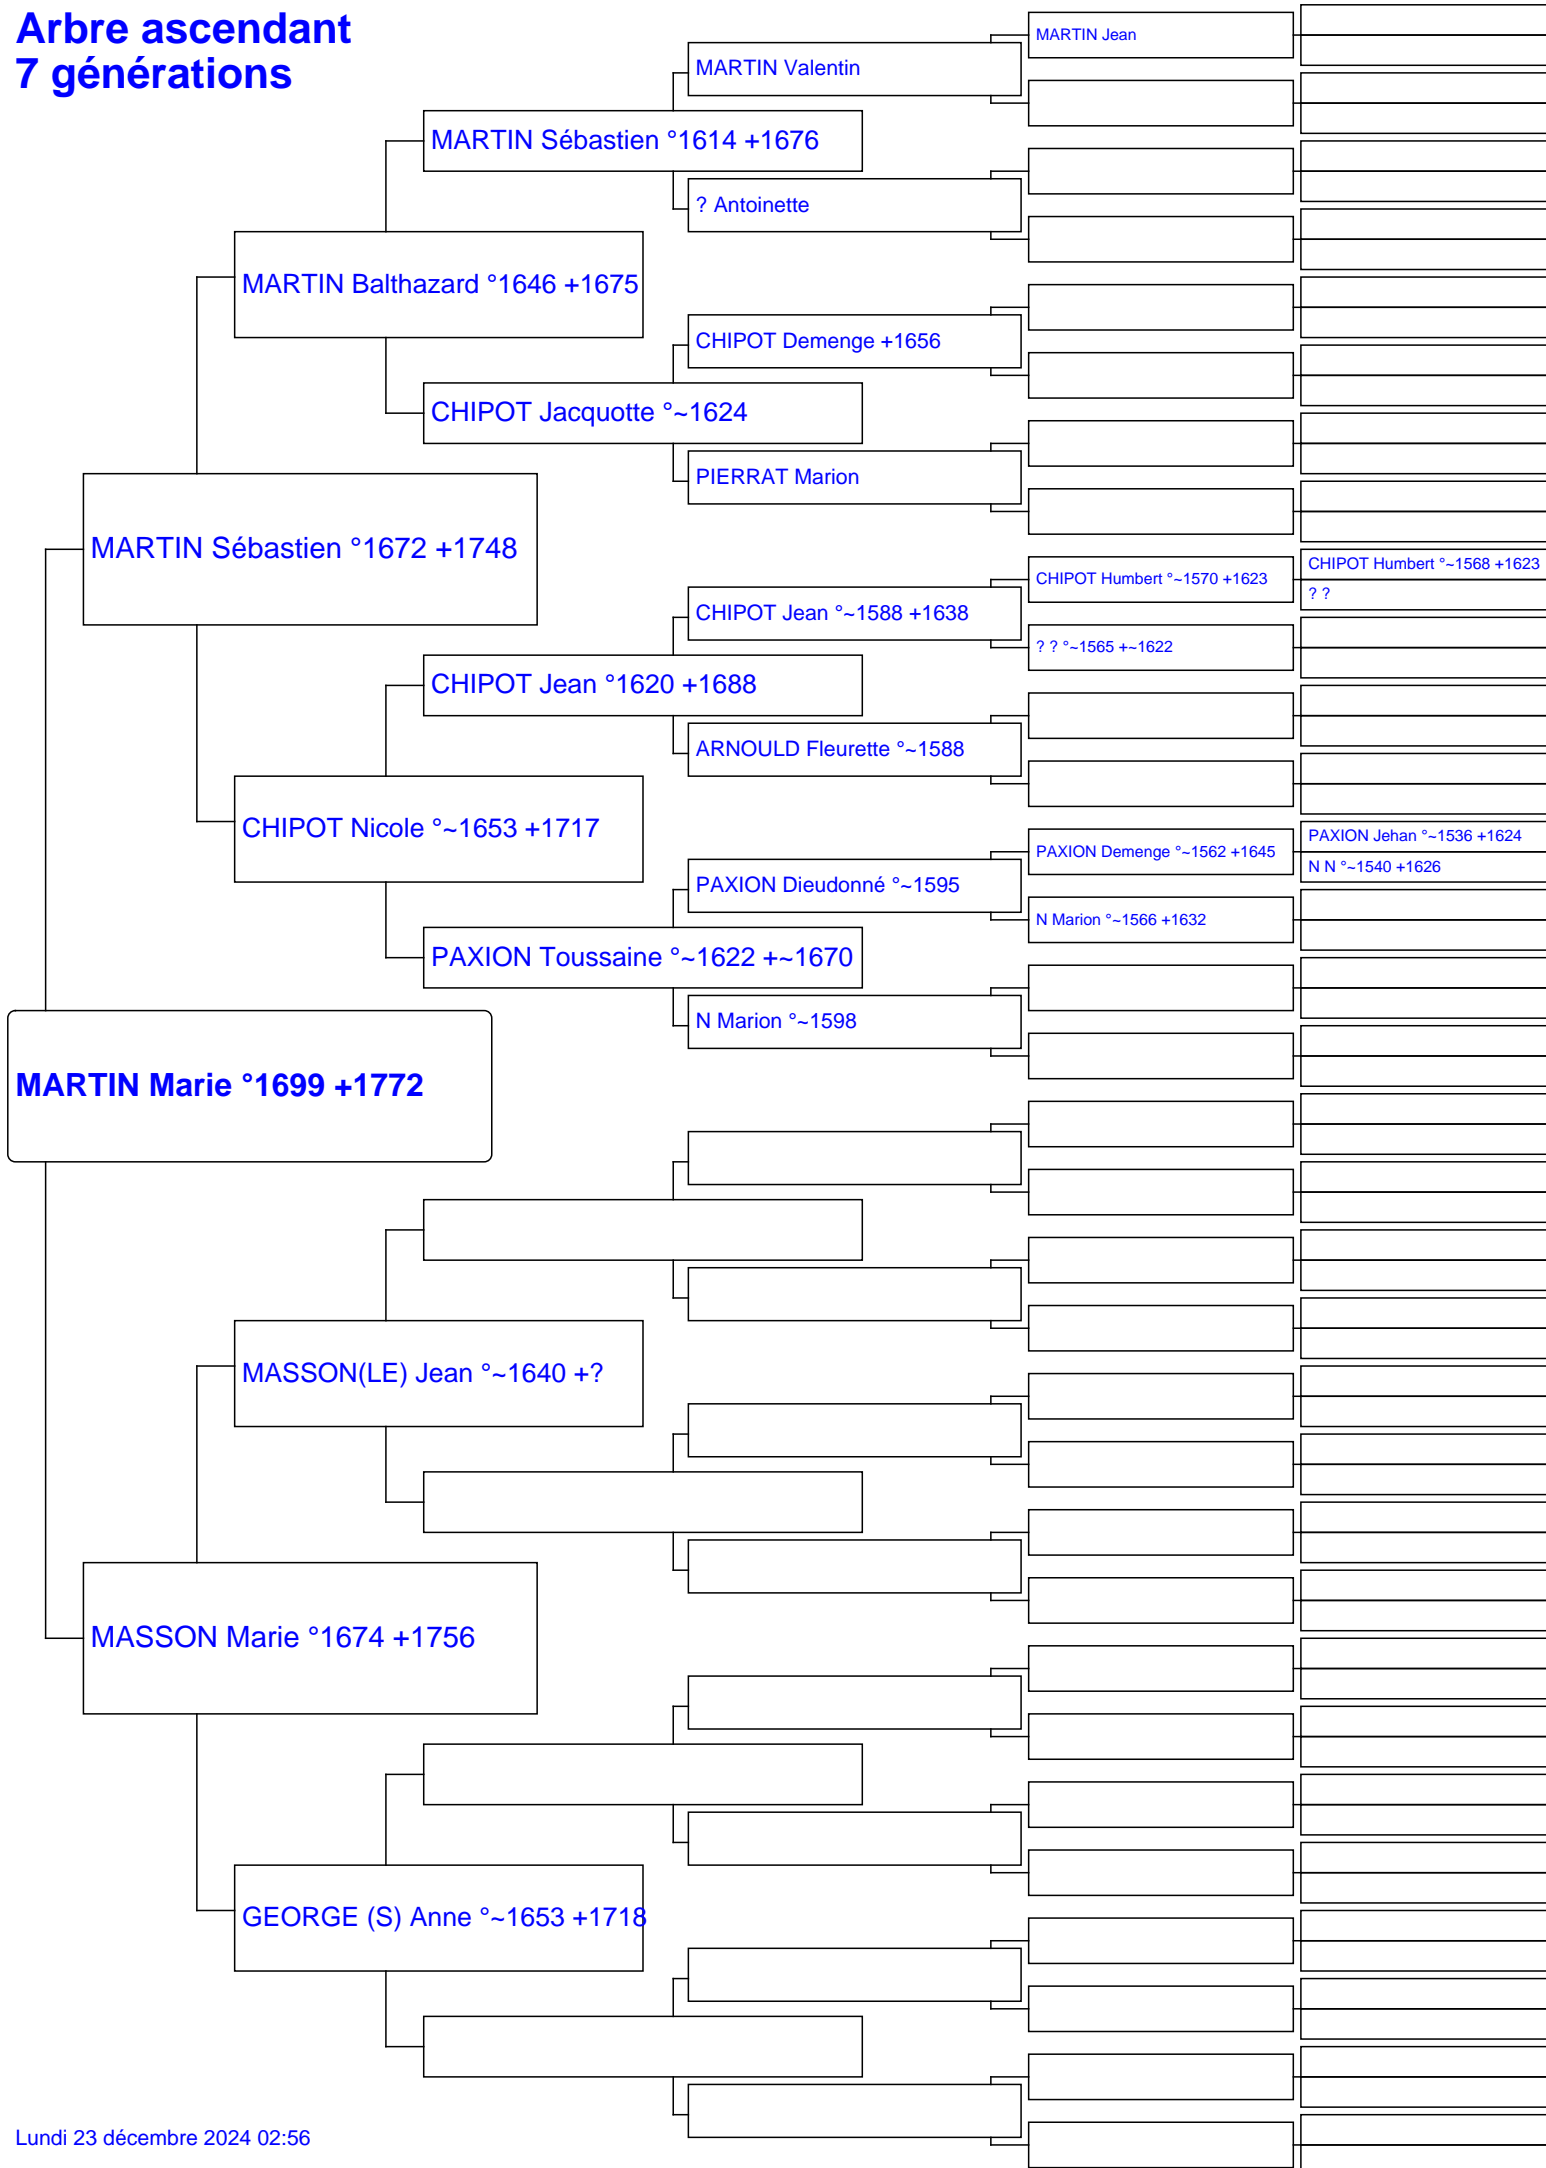 Arbre ascendant
7 générations
MARTIN Jean
MARTIN Valentin
MARTIN Sébastien °1614 +1676
? Antoinette
MARTIN Balthazard °1646 +1675
CHIPOT Demenge +1656
CHIPOT Jacquotte °~1624
PIERRAT Marion
MARTIN Sébastien °1672 +1748
CHIPOT Humbert °~1568 +1623
CHIPOT Humbert °~1570 +1623
? ?
CHIPOT Jean °~1588 +1638
? ? °~1565 +~1622
CHIPOT Jean °1620 +1688
ARNOULD Fleurette °~1588
CHIPOT Nicole °~1653 +1717
PAXION Jehan °~1536 +1624
PAXION Demenge °~1562 +1645
N N °~1540 +1626
PAXION Dieudonné °~1595
N Marion °~1566 +1632
PAXION Toussaine °~1622 +~1670
N Marion °~1598
MARTIN Marie °1699 +1772
MASSON(LE) Jean °~1640 +?
MASSON Marie °1674 +1756
GEORGE (S) Anne °~1653 +1718
Lundi 23 décembre 2024 02:56